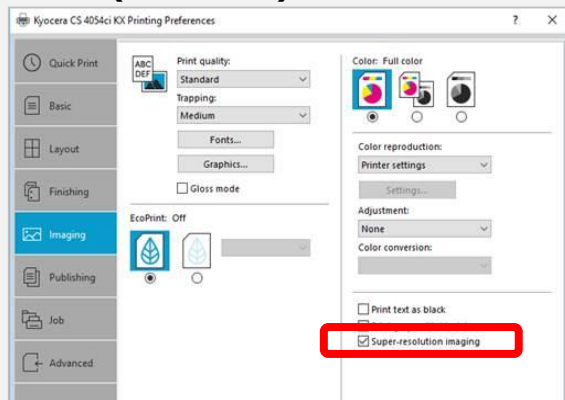 Kyocera CS 4054ci KX Printing Preferences
?
Quick Print
Basic
Layout
Finishing
Imaging
Publishing
Job
Advanced
ABC
DEF
Print quality:
Standard
Trapping:
Medium
Fonts...
Graphics...
Gloss mode
EcoPrint: Off
Color: Full color
Color reproduction:
Printer settings
Settings...
Adjustment:
None
Color conversion:
Print text as black
Super-resolution imaging